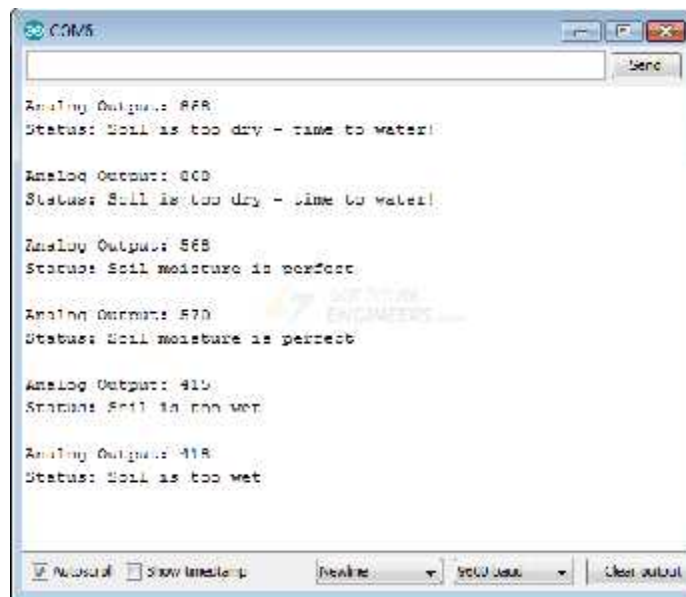 COM6
Send
Analog Output: 868
Status: Soil is too dry - time to water!
Analog Output:
Status: Soil is too dry - time to water!
Analog Output: 568
Status: Soil moisture is perfect
Analog Output: 570
Status: Soil moisture is perfect
Analog Output: 415
Status: Soil is too wet
Analog Output: 418
Status: Soil is too wet
ENGINEERS
Autoscroll Show timestamp Newline 9600 baud Clear output